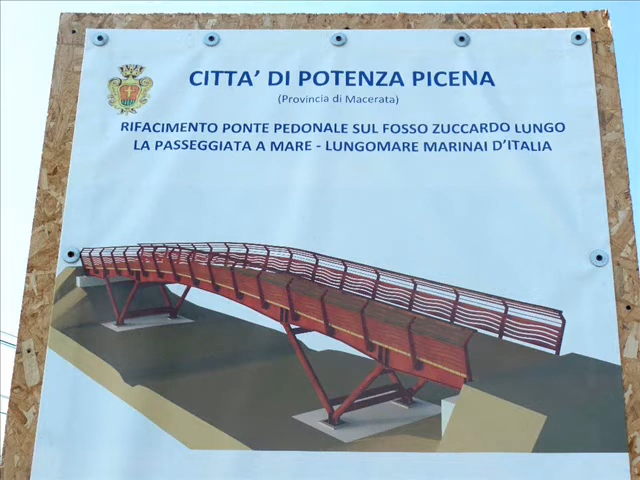 CITTA' DI POTENZA PICENA
(Provincia di Macerata)
RIFACIMENTO PONTE PEDONALE SUL FOSSO ZUCCARDO LUNGO
LA PASSEGGIATA A MARE - LUNGOMARE MARINAI D'ITALIA